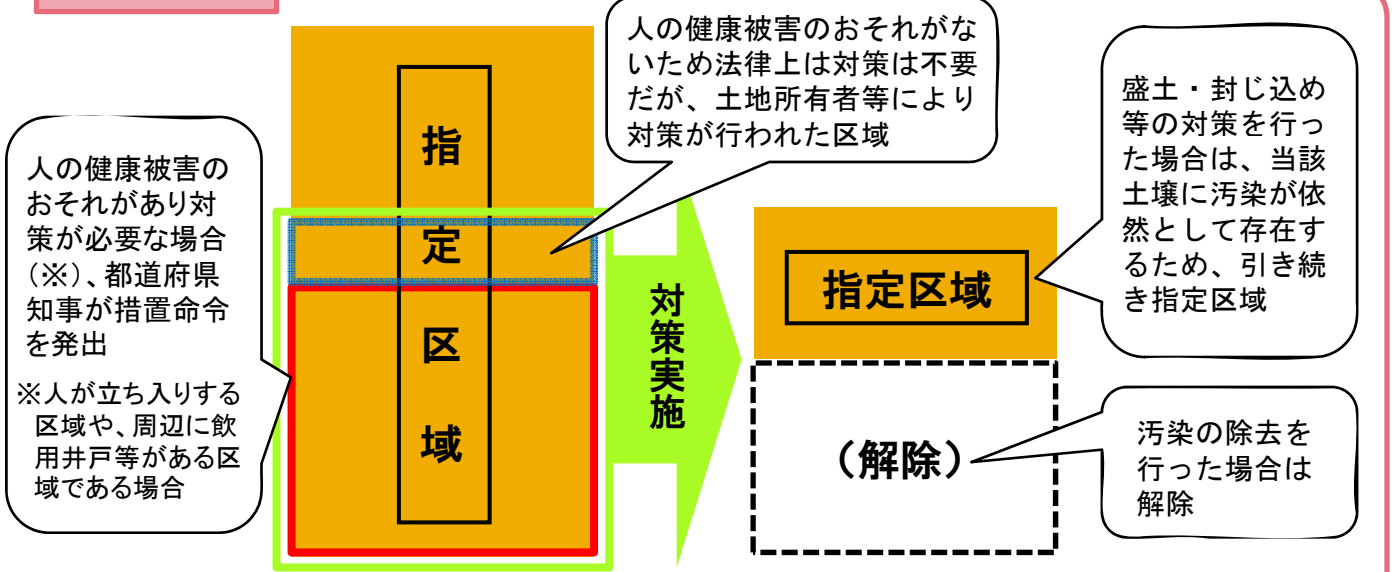 人の健康被害の
おそれがあり対
策が必要な場合
(※)、都道府県
知事が措置命令
を発出
※人が立ち入りする
区域や、周辺に飲
用井戸等がある区
域である場合
指
定
区
域
人の健康被害のおそれがな
いため法律上は対策は不要
だが、土地所有者等により
対策が行われた区域
対策実施
指定区域
(解除)
盛土・封じ込め
等の対策を行っ
た場合は、当該
土壌に汚染が依
然として存在す
るため、引き続
き指定区域
汚染の除去を
行った場合は
解除